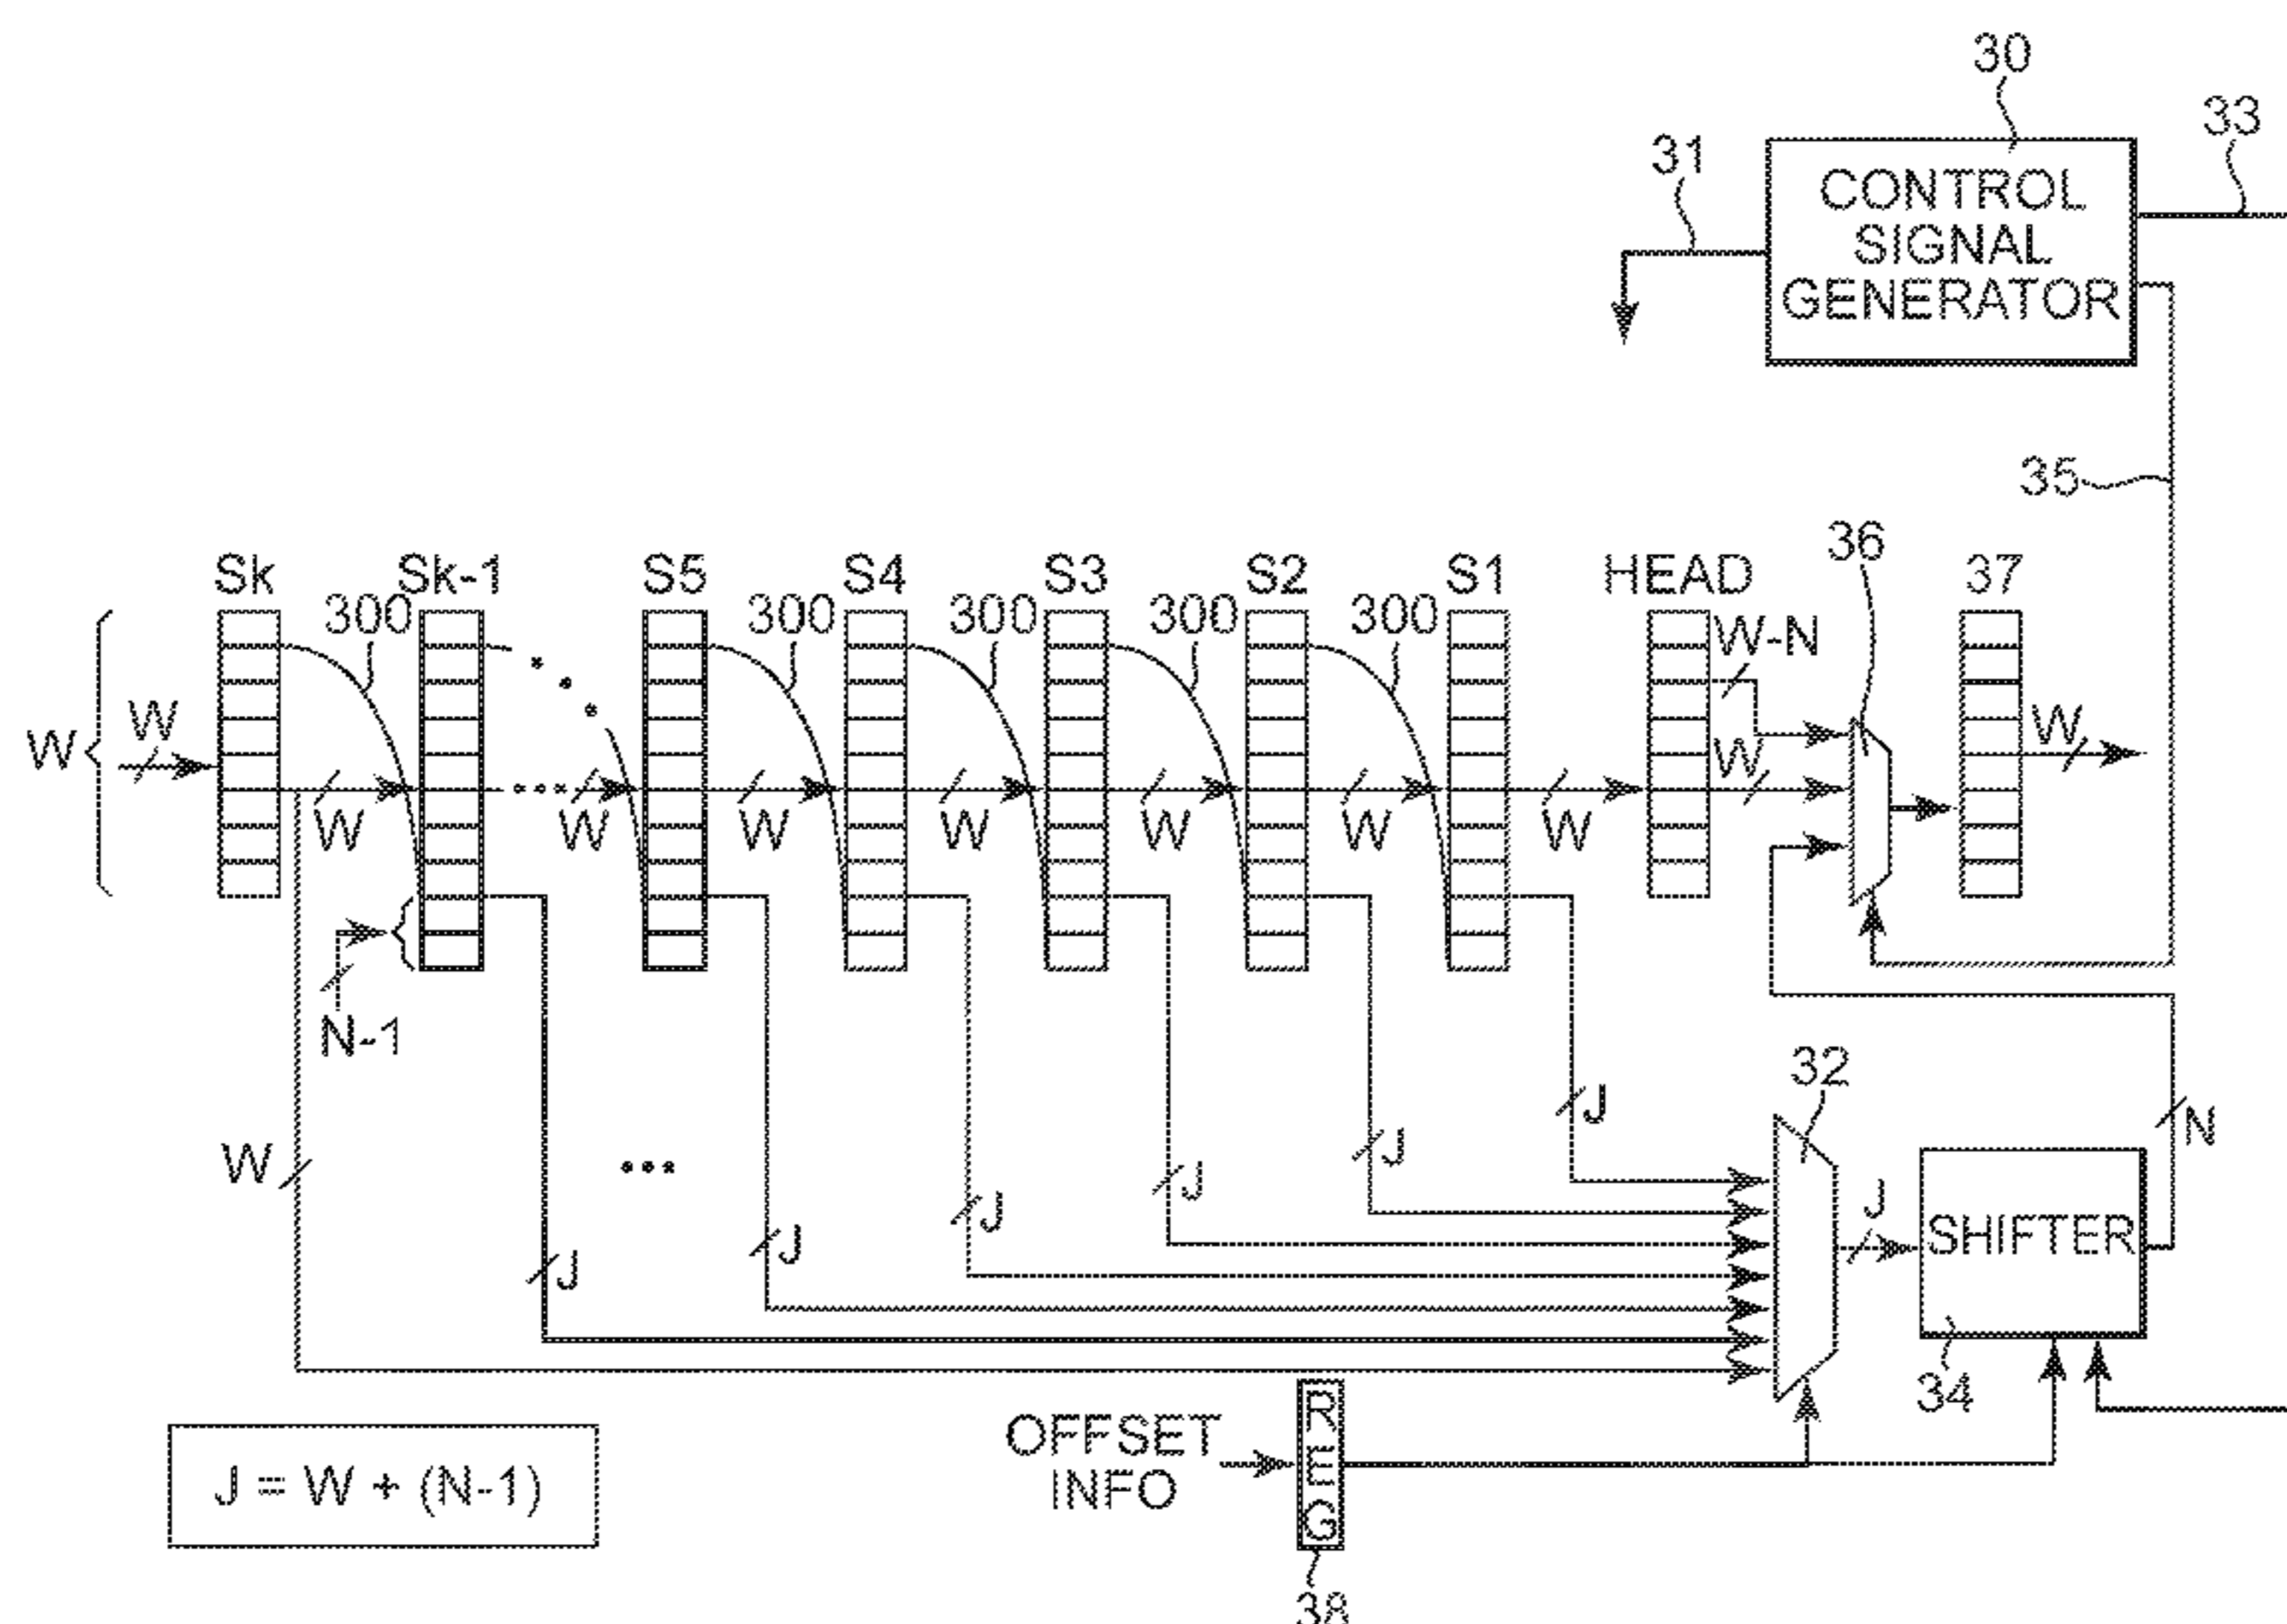 30
33
31
CONTROL
SIGNAL
GENERATOR
35
36
Sk
Sk-1
S5
S4
S3
S2
S1
HEAD
37
300
300
300
300
300
W-N
W
W
W
W
W
W
W
W
W
W
W
W
N-1
32
J
N
W
...
J
J
J
J
J
J
SHIFTER
34
OFFSET
INFO
REG
38
J = W + (N-1)